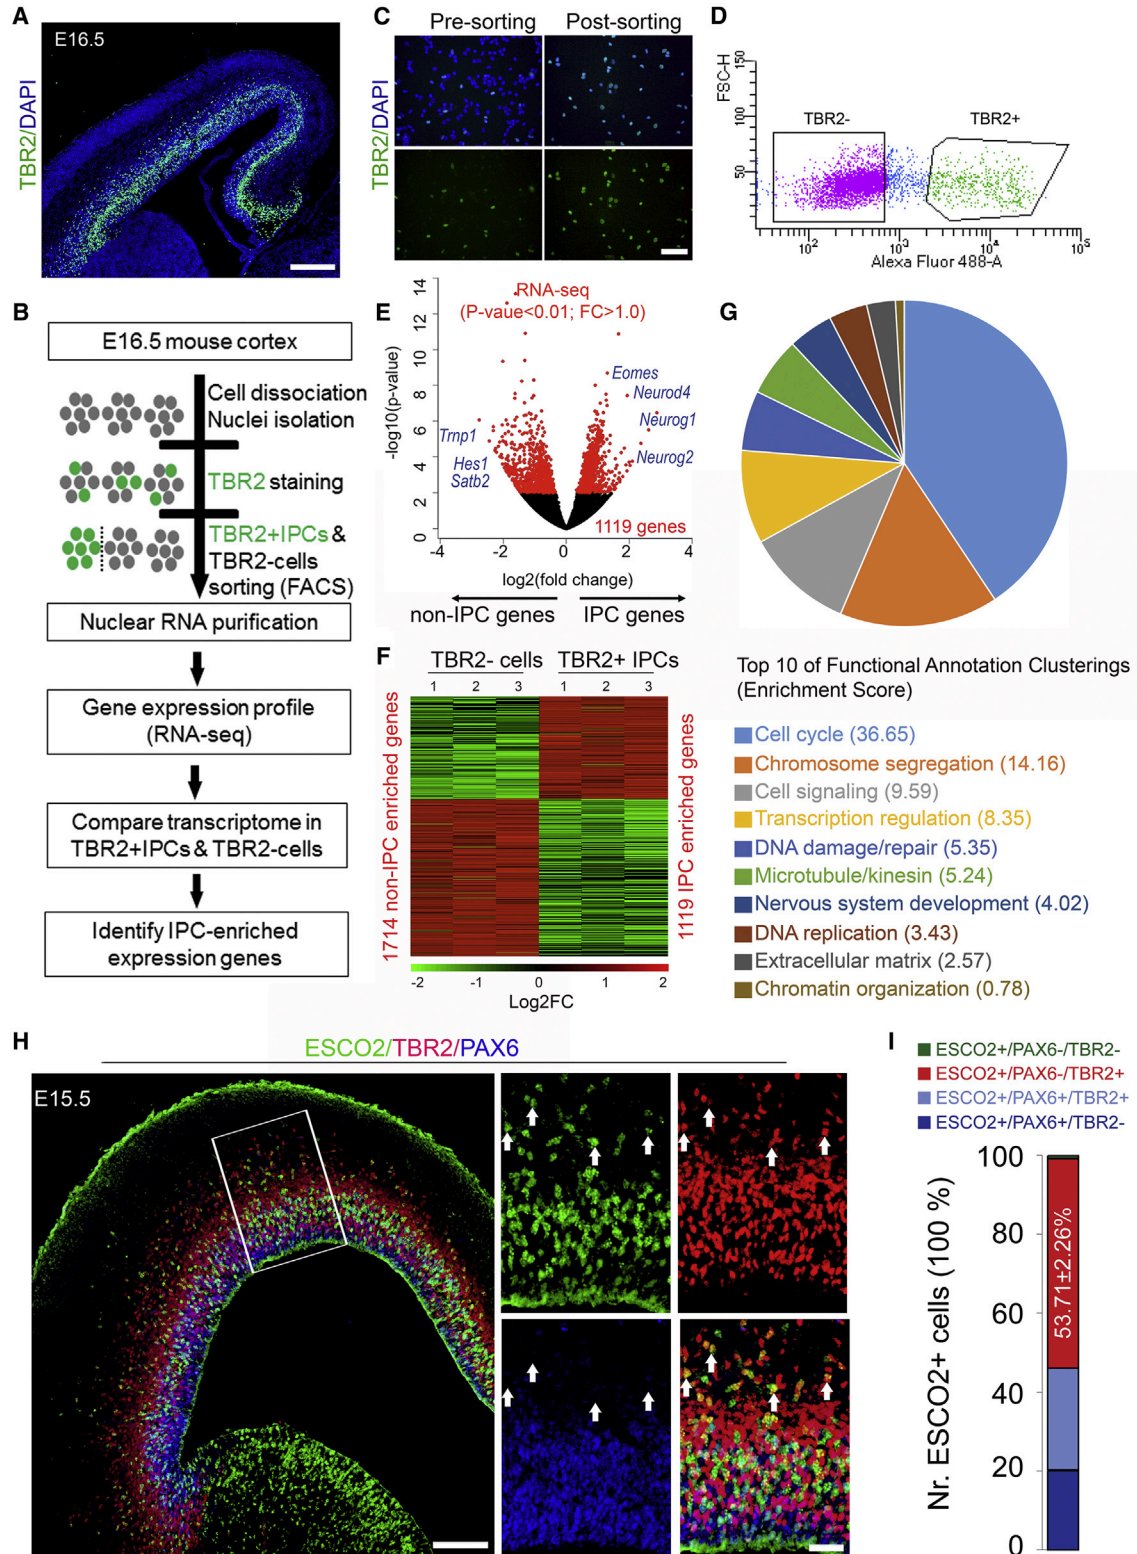 A
E16.5
TBR2/DAPI
B
E16.5 mouse cortex
Cell dissociation
Nuclei isolation
TBR2 staining
TBR2+IPCs &
TBR2-cells
sorting (FACS)
Nuclear RNA purification
Gene expression profile
(RNA-seq)
Compare transcriptome in
TBR2+IPCs & TBR2-cells
Identify IPC-enriched
expression genes
C
Pre-sorting Post-sorting
TBR2/DAPI
D
FSC-H
150
100
50
TBR2- TBR2+
10² 10³ 10⁴ 10⁵
Alexa Fluor 488-A
E
RNA-seq
(P-vaue<0.01; FC>1.0)
-log10(p-value)
14
12
10
8
6
4
2
0
Eomes
Neurod4
Neurog1
Neurog2
Trnp1
Hes1
Satb2
1119 genes
-4 -2 0 2 4
log2(fold change)
non-IPC genes IPC genes
F
TBR2- cells TBR2+ IPCs
1 2 3 1 2 3
1714 non-IPC enriched genes
1119 IPC enriched genes
-2 -1 0 1 2
Log2FC
G
Top 10 of Functional Annotation Clusterings
(Enrichment Score)
Cell cycle (36.65)
Chromosome segregation (14.16)
Cell signaling (9.59)
Transcription regulation (8.35)
DNA damage/repair (5.35)
Microtubule/kinesin (5.24)
Nervous system development (4.02)
DNA replication (3.43)
Extracellular matrix (2.57)
Chromatin organization (0.78)
H
ESCO2/TBR2/PAX6
E15.5
I
ESCO2+/PAX6-/TBR2-
ESCO2+/PAX6-/TBR2+
ESCO2+/PAX6+/TBR2+
ESCO2+/PAX6+/TBR2-
Nr. ESCO2+ cells (100 %)
100
80
60
40
20
0
53.71±2.26%